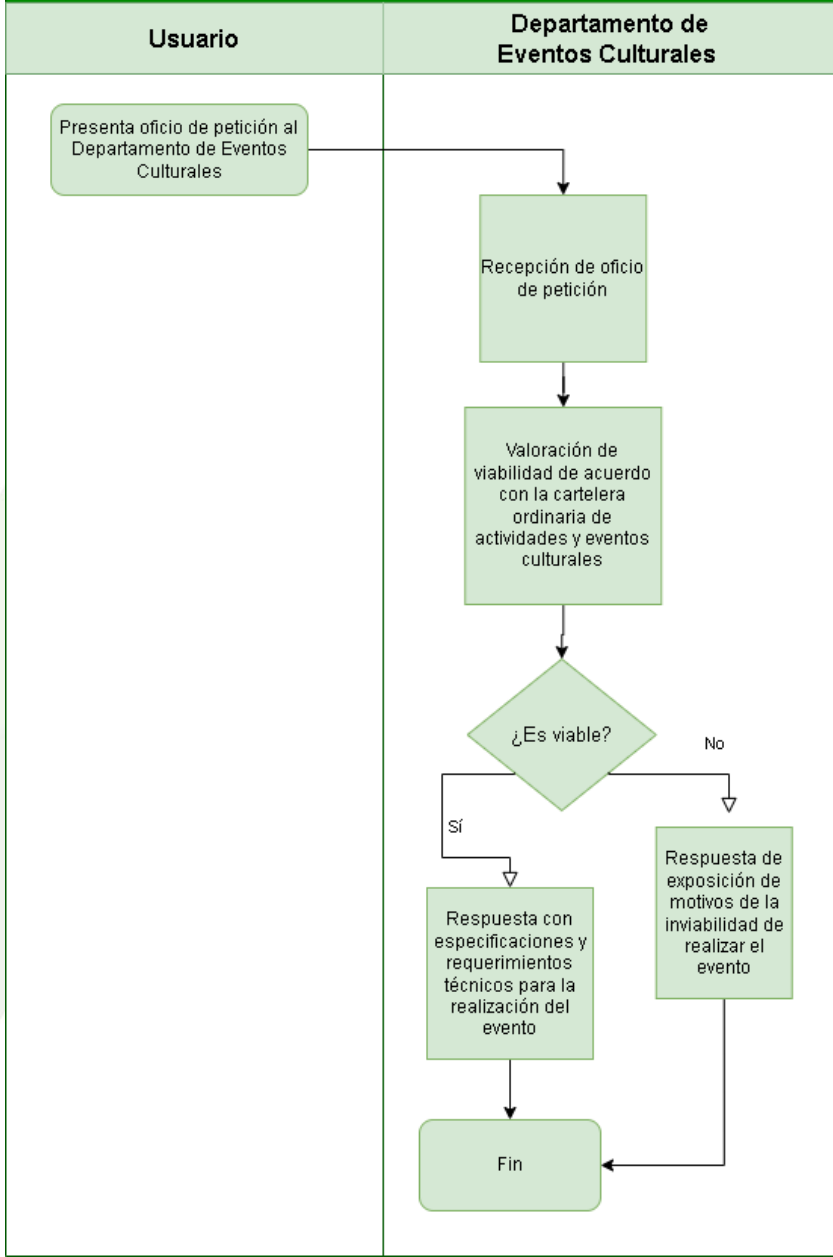 Usuario
Departamento de
Eventos Culturales
Presenta oficio de petición al
Departamento de Eventos
Culturales
Recepción de oficio
de petición
Valoración de
viabilidad de acuerdo
con la cartelera
ordinaria de
actividades y eventos
culturales
¿Es viable?
No
Sí
Respuesta de
exposición de
motivos de la
inviabilidad de
realizar el
evento
Respuesta con
especificaciones y
requerimientos
técnicos para la
realización del
evento
Fin